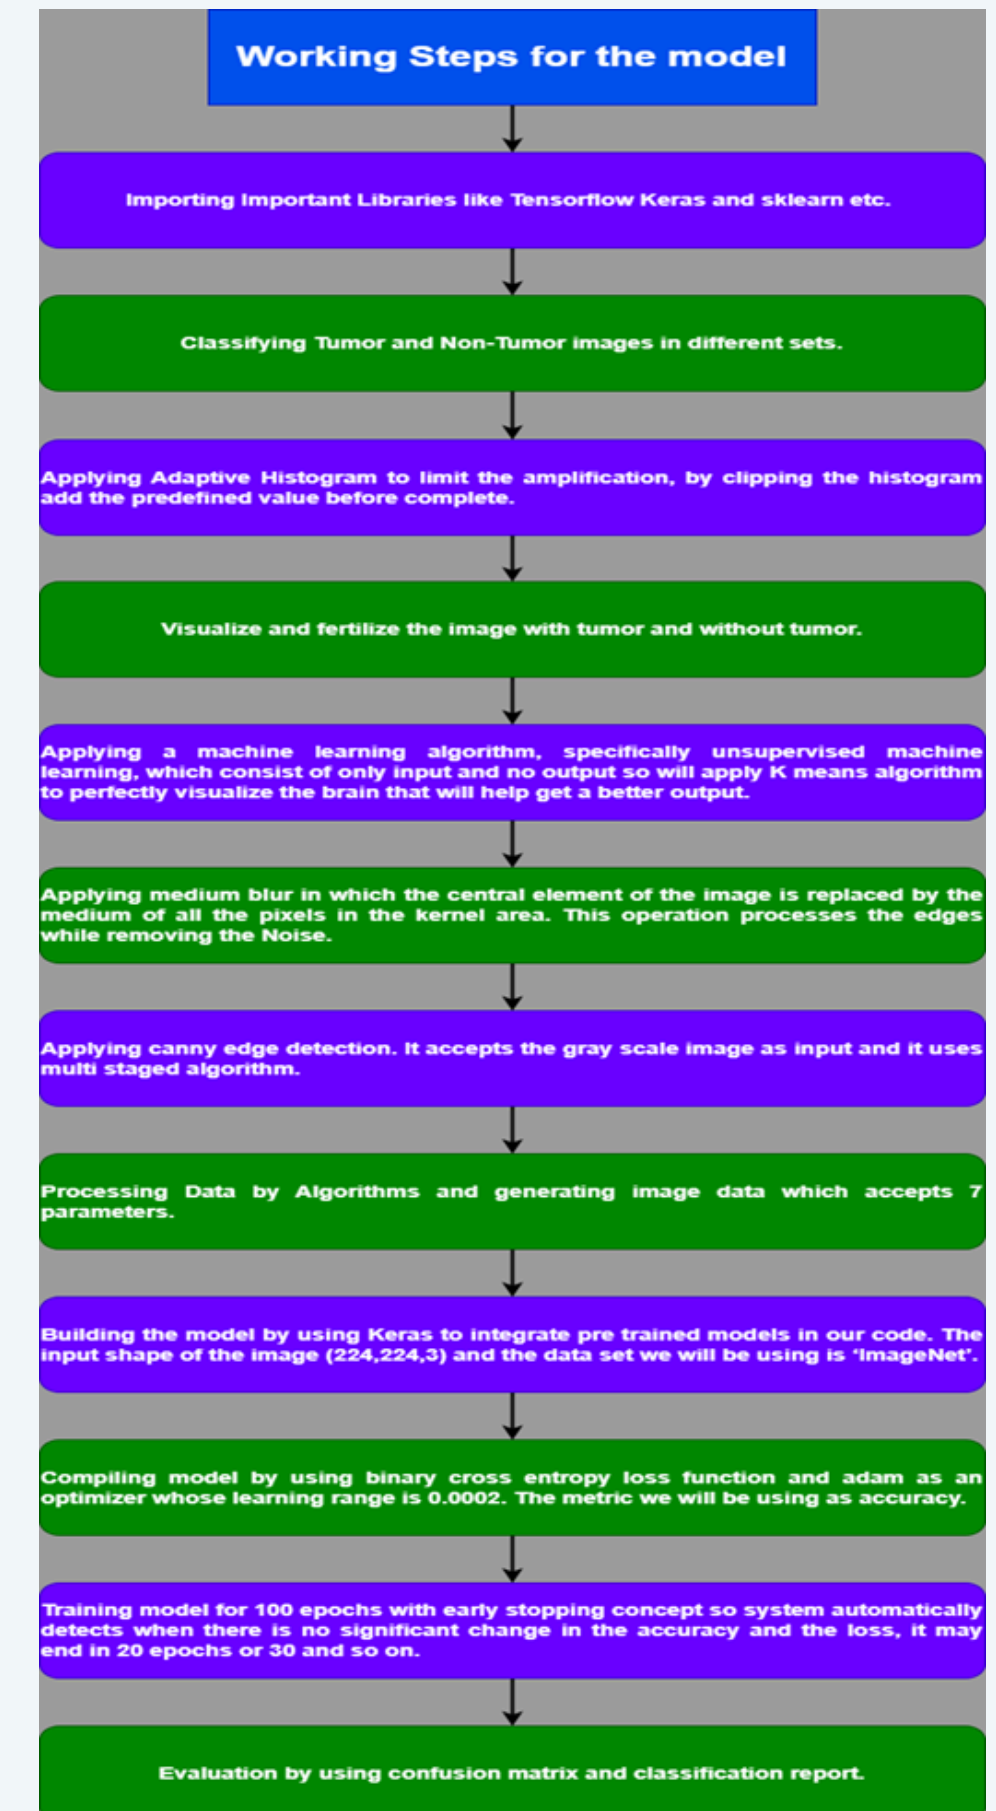 Working Steps for the model
Importing Important Libraries like Tensorflow Keras and sklearn etc.
Classifying Tumor and Non-Tumor images in different sets.
Applying Adaptive Histogram to limit the amplification, by clipping the histogram
add the predefined value before complete.
Visualize and fertilize the image with tumor and without tumor.
Applying a machine learning algorithm, specifically unsupervised machine
learning, which consist of only input and no output so will apply K means algorithm
to perfectly visualize the brain that will help get a better output.
Applying medium blur in which the central element of the image is replaced by the
medium of all the pixels in the kernel area. This operation processes the edges
while removing the Noise.
Applying canny edge detection. It accepts the gray scale image as input and it uses
multi staged algorithm.
Processing Data by Algorithms and generating image data which accepts 7
parameters.
Building the model by using Keras to integrate pre trained models in our code. The
input shape of the image (224,224,3) and the data set we will be using is ‘ImageNet’.
Compiling model by using binary cross entropy loss function and adam as an
optimizer whose learning range is 0.0002. The metric we will be using as accuracy.
Training model for 100 epochs with early stopping concept so system automatically
detects when there is no significant change in the accuracy and the loss, it may
end in 20 epochs or 30 and so on.
Evaluation by using confusion matrix and classification report.